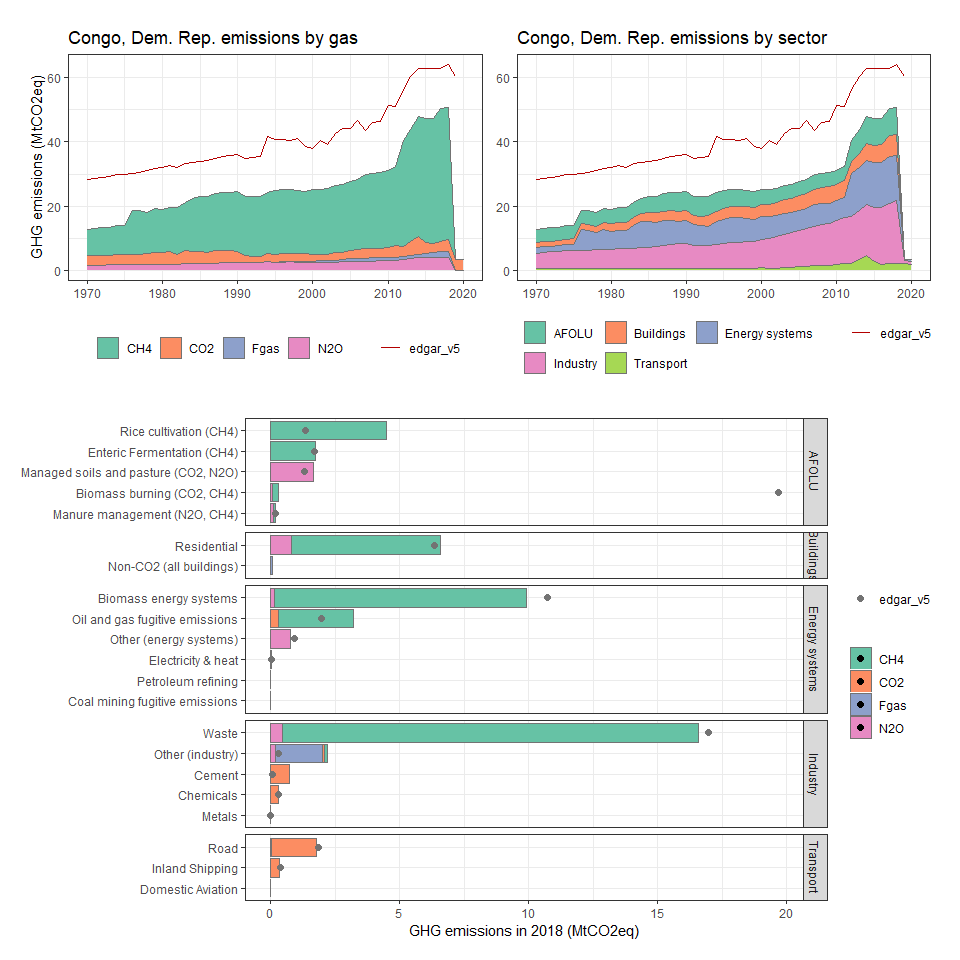 Congo, Dem. Rep. emissions by gas
GHG emissions (MtCO2eq)
60
40
20
0
1970 1980 1990 2000 2010 2020
CH4 CO2 Fgas N2O edgar_v5
Congo, Dem. Rep. emissions by sector
60
40
20
0
1970 1980 1990 2000 2010 2020
AFOLU Buildings Energy systems edgar_v5
Industry Transport
Rice cultivation (CH4)
Enteric Fermentation (CH4)
Managed soils and pasture (CO2, N2O)
Biomass burning (CO2, CH4)
Manure management (N2O, CH4)
AFOLU
Residential
Non-CO2 (all buildings)
Buildings
Biomass energy systems
Oil and gas fugitive emissions
Other (energy systems)
Electricity & heat
Petroleum refining
Coal mining fugitive emissions
Energy systems
Waste
Other (industry)
Cement
Chemicals
Metals
Industry
Road
Inland Shipping
Domestic Aviation
Transport
0 5 10 15 20
GHG emissions in 2018 (MtCO2eq)
edgar_v5
CH4
CO2
Fgas
N2O